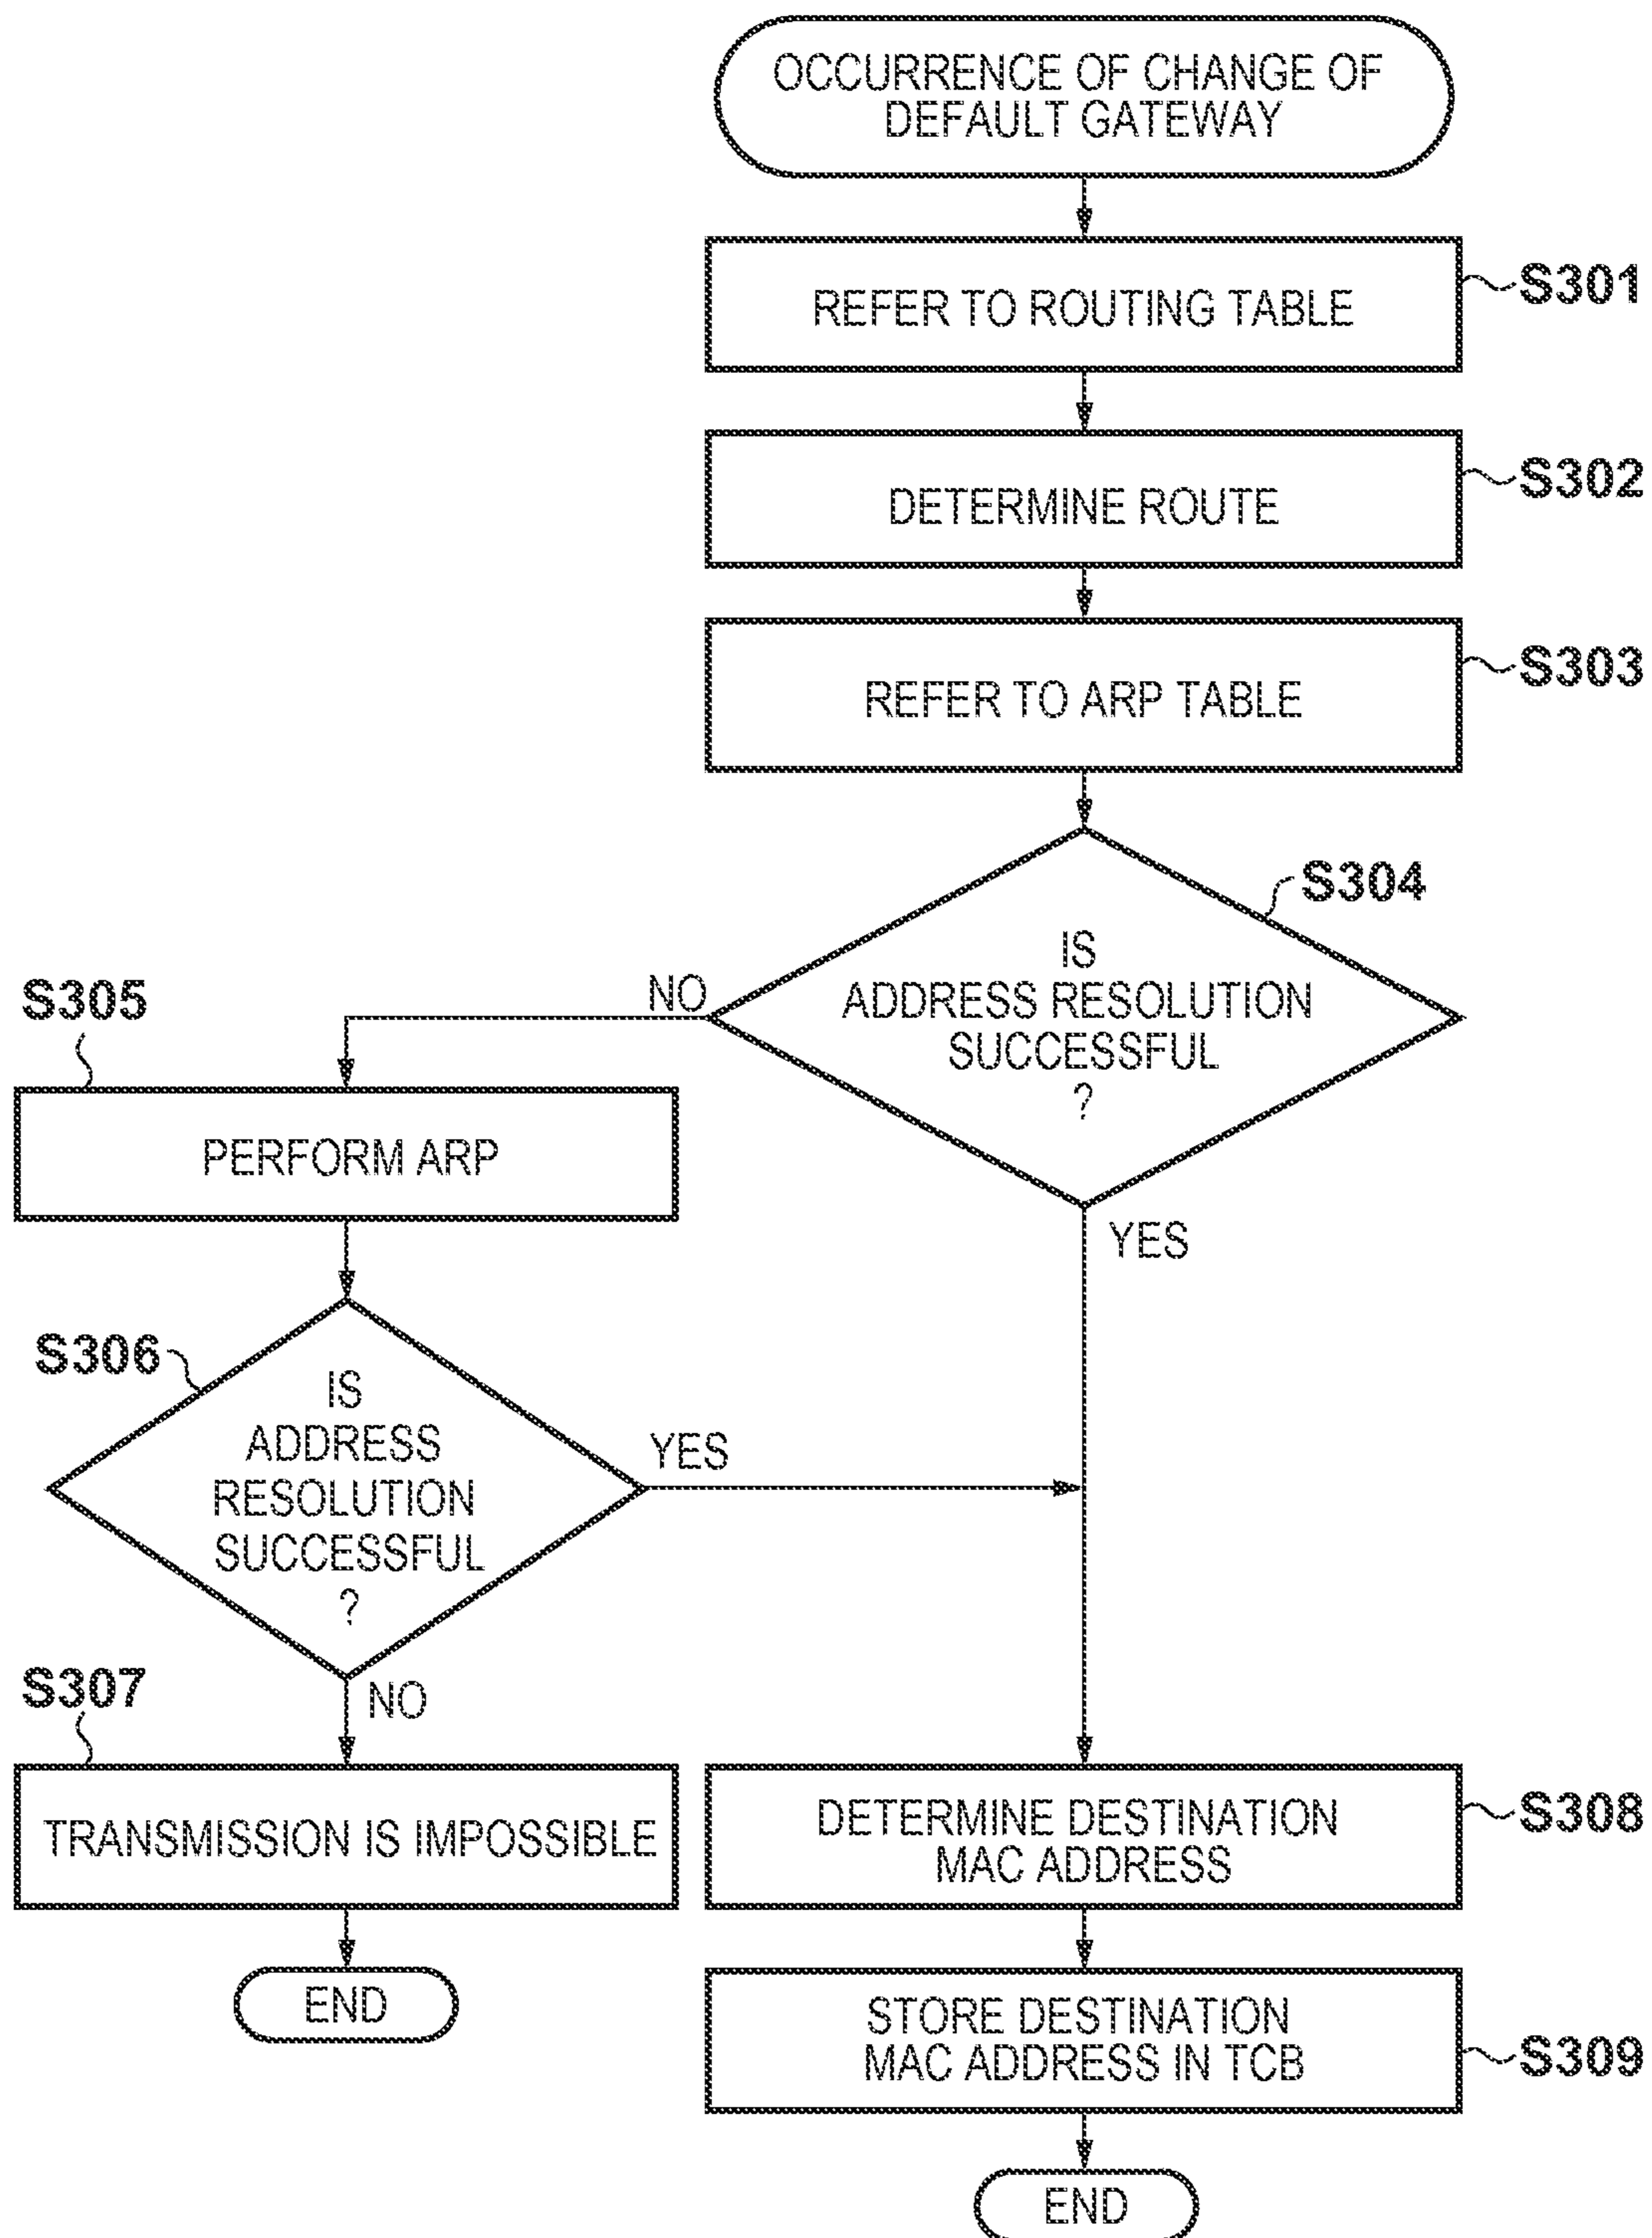 OCCURRENCE OF CHANGE OF
DEFAULT GATEWAY
REFER TO ROUTING TABLE
S301
DETERMINE ROUTE
S302
REFER TO ARP TABLE
S303
S304
IS
ADDRESS RESOLUTION
SUCCESSFUL
?
NO
YES
S305
PERFORM ARP
S306
IS
ADDRESS
RESOLUTION
SUCCESSFUL
?
YES
NO
S307
TRANSMISSION IS IMPOSSIBLE
END
DETERMINE DESTINATION
MAC ADDRESS
S308
STORE DESTINATION
MAC ADDRESS IN TCB
S309
END